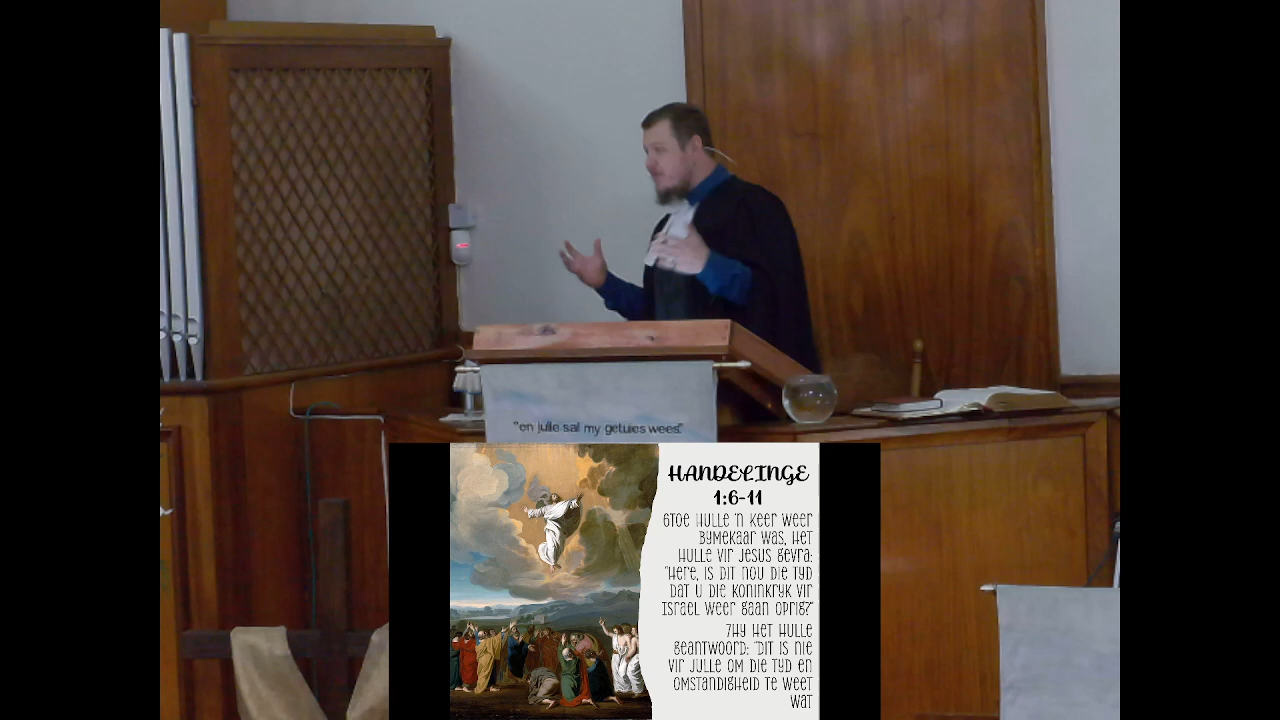 "en julle sal my getuies wees"
HANDELINGE
1:6-11
6TOE HULLE 'N KEER WEER
BYMEKAAR WAS, HET
HULLE VIR JESUS GEVRA:
"HERE, IS DIT NOU DIE TYD
DAT U DIE KONINKRYK VIR
ISRAEL WEER GAAN OPRIG?"
7HY HET HULLE
GEANTWOORD: "DIT IS NIE
VIR JULLE OM DIE TYD EN
OMSTANDIGHEID TE WEET
WAT